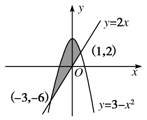 y
y=2x
(1,2)
O
x
(−3,−6)
y=3−x²